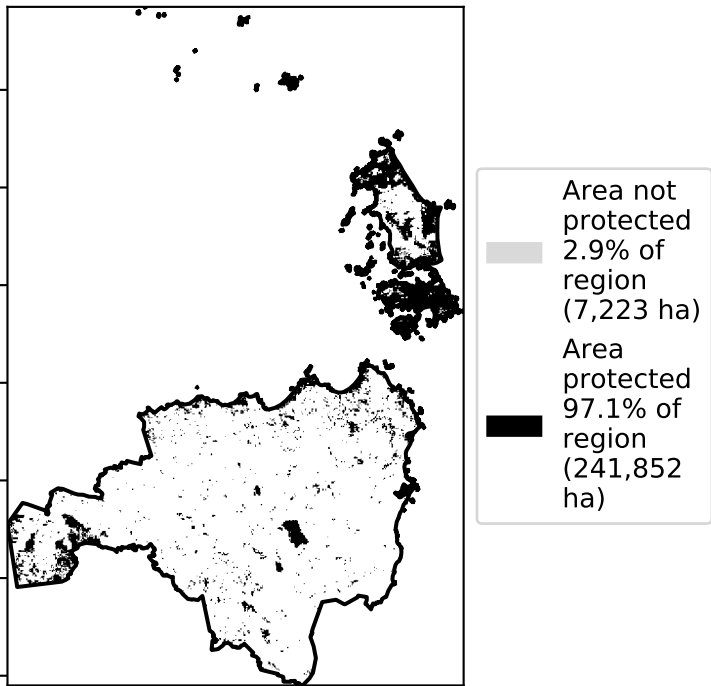 Area not
protected
2.9% of
region
(7,223 ha)
Area
protected
97.1% of
region
(241,852
ha)